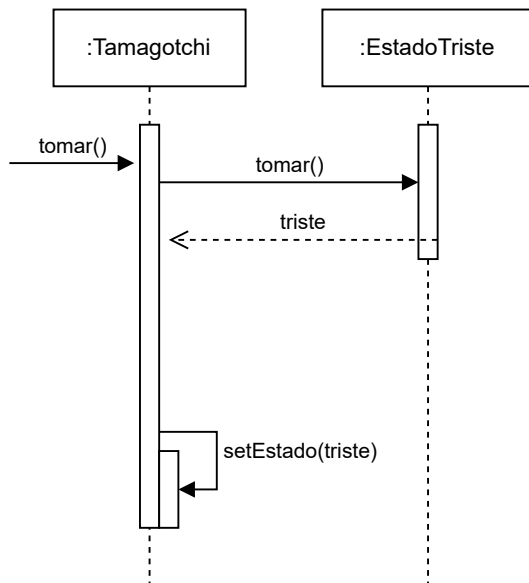 :Tamagotchi
:EstadoTriste
tomar()
tomar()
triste
setEstado(triste)